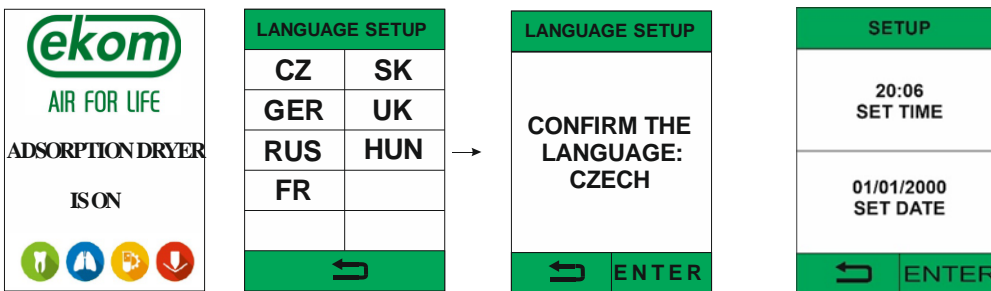 ekom
AIR FOR LIFE
ADSORPTION DRYER
IS ON
LANGUAGE SETUP
CZ SK
GER UK
RUS HUN
FR
LANGUAGE SETUP
CONFIRM THE
LANGUAGE:
CZECH
ENTER
SETUP
20:06
SET TIME
01/01/2000
SET DATE
ENTER